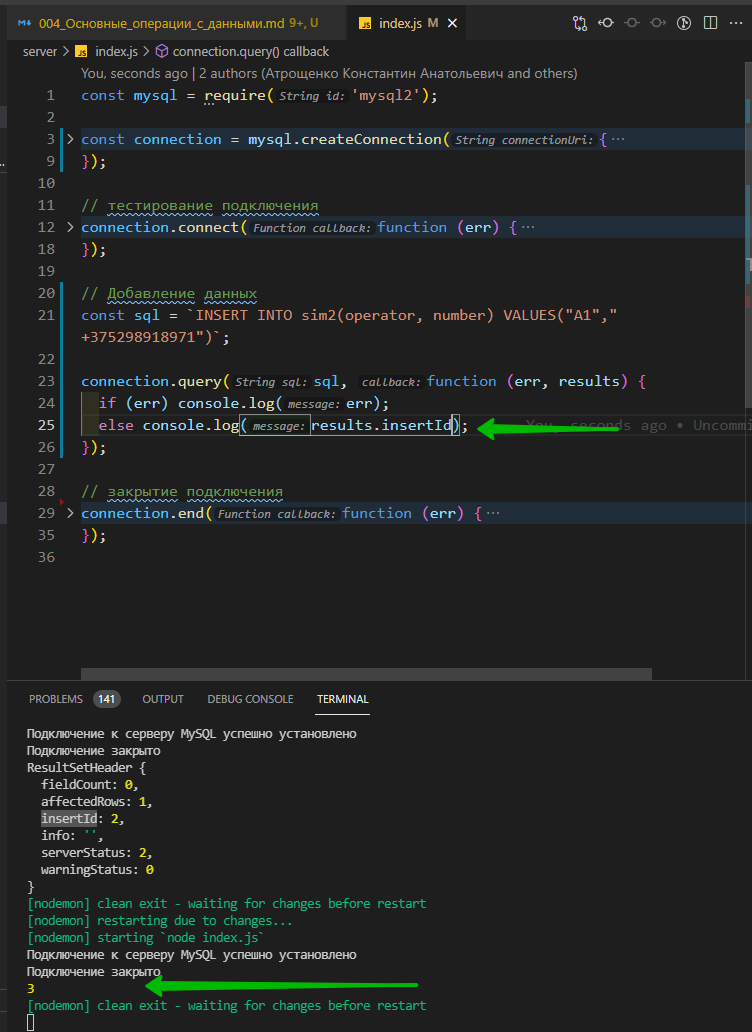 004_Основные_операции_с_данными.md 9+, U
index.js M
server > index.js > connection.query() callback
You, seconds ago | 2 authors (Атрощенко Константин Анатольевич and others)
1 const mysql = require(String id: 'mysql2');
2
3 const connection = mysql.createConnection(String connectionUri: { ...
9 });
10
11 // тестирование подключения
12 connection.connect(Function callback: function (err) { ...
18 });
19
20 // Добавление данных
21 const sql = `INSERT INTO sim2(operator, number) VALUES("A1","
+375298918971")`;
22
23 connection.query(String sql: sql, callback: function (err, results) {
24 if (err) console.log(message: err);
25 else console.log(message: results.insertId); You, seconds ago • Uncommi
26 });
27
28 // закрытие подключения
29 connection.end(Function callback: function (err) { ...
35 });
36
PROBLEMS 141 OUTPUT DEBUG CONSOLE TERMINAL
Подключение к серверу MySQL успешно установлено
Подключение закрыто
ResultSetHeader {
fieldCount: 0,
affectedRows: 1,
insertId: 2,
info: '',
serverStatus: 2,
warningStatus: 0
}
[nodemon] clean exit - waiting for changes before restart
[nodemon] restarting due to changes...
[nodemon] starting `node index.js`
Подключение к серверу MySQL успешно установлено
Подключение закрыто
3
[nodemon] clean exit - waiting for changes before restart